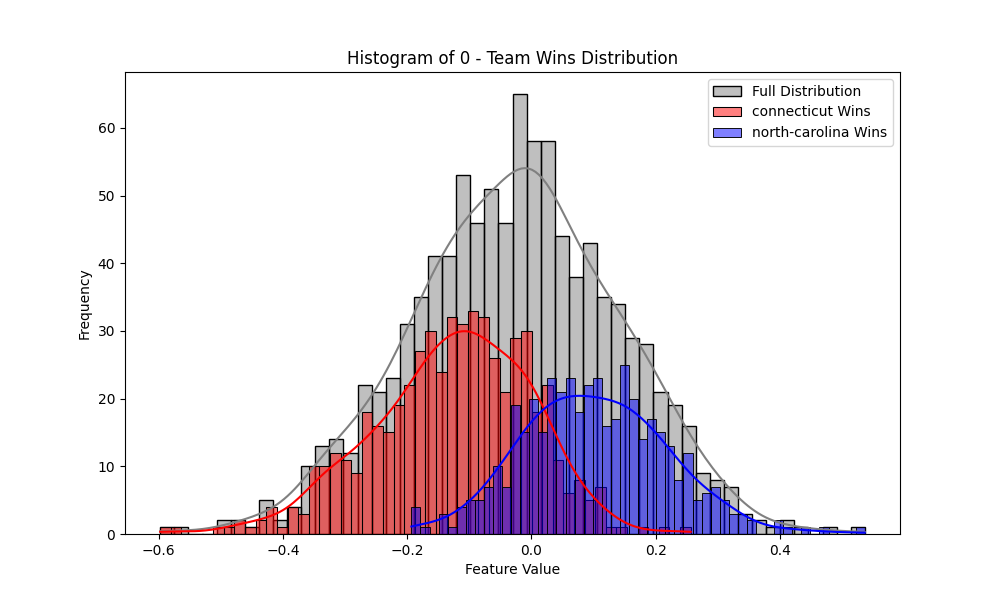 Histogram of 0 - Team Wins Distribution
Full Distribution
connecticut Wins
north-carolina Wins
Frequency
60
50
40
30
20
10
0
−0.6 −0.4 −0.2 0.0 0.2 0.4
Feature Value